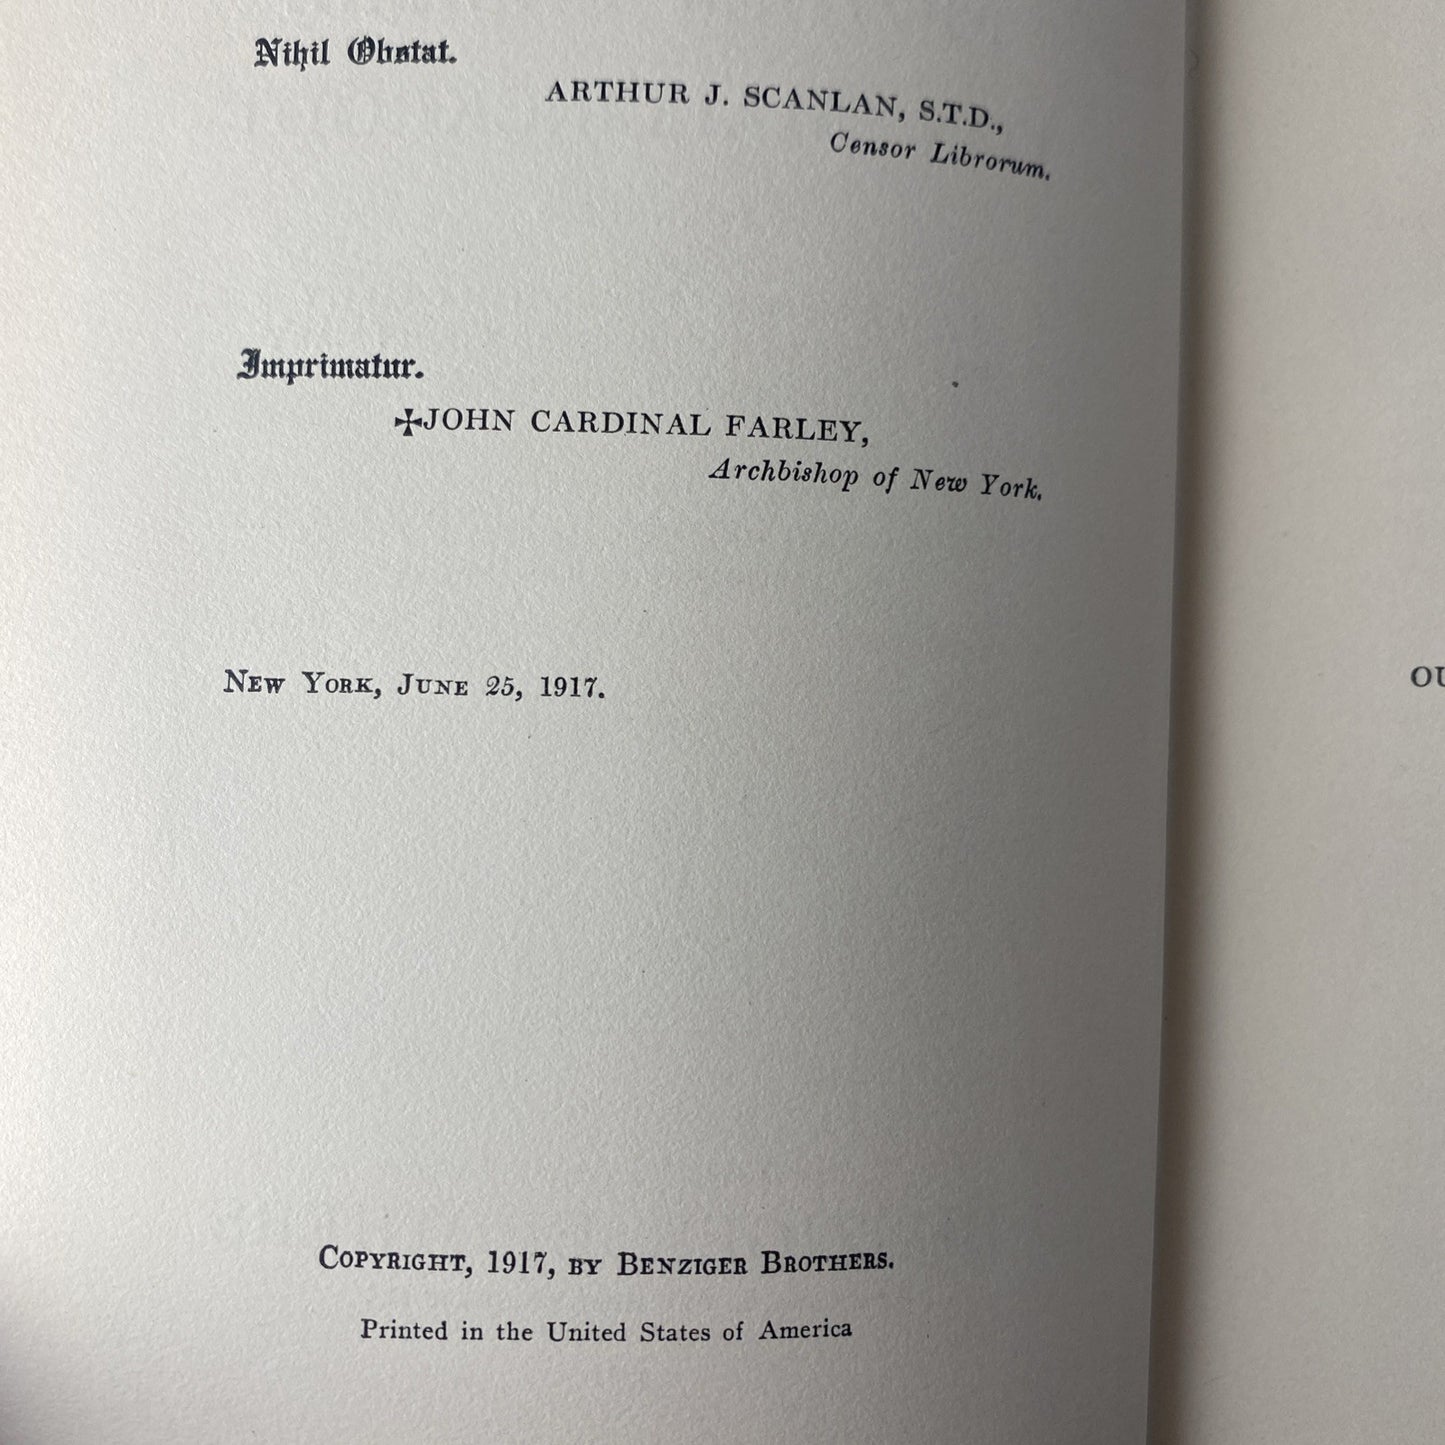 Nihil Obstat.
ARTHUR J. SCANLAN, S.T.D.,
Censor Librorum.
Imprimatur.
✠JOHN CARDINAL FARLEY,
Archbishop of New York.
NEW YORK, JUNE 25, 1917.
COPYRIGHT, 1917, BY BENZIGER BROTHERS.
Printed in the United States of America